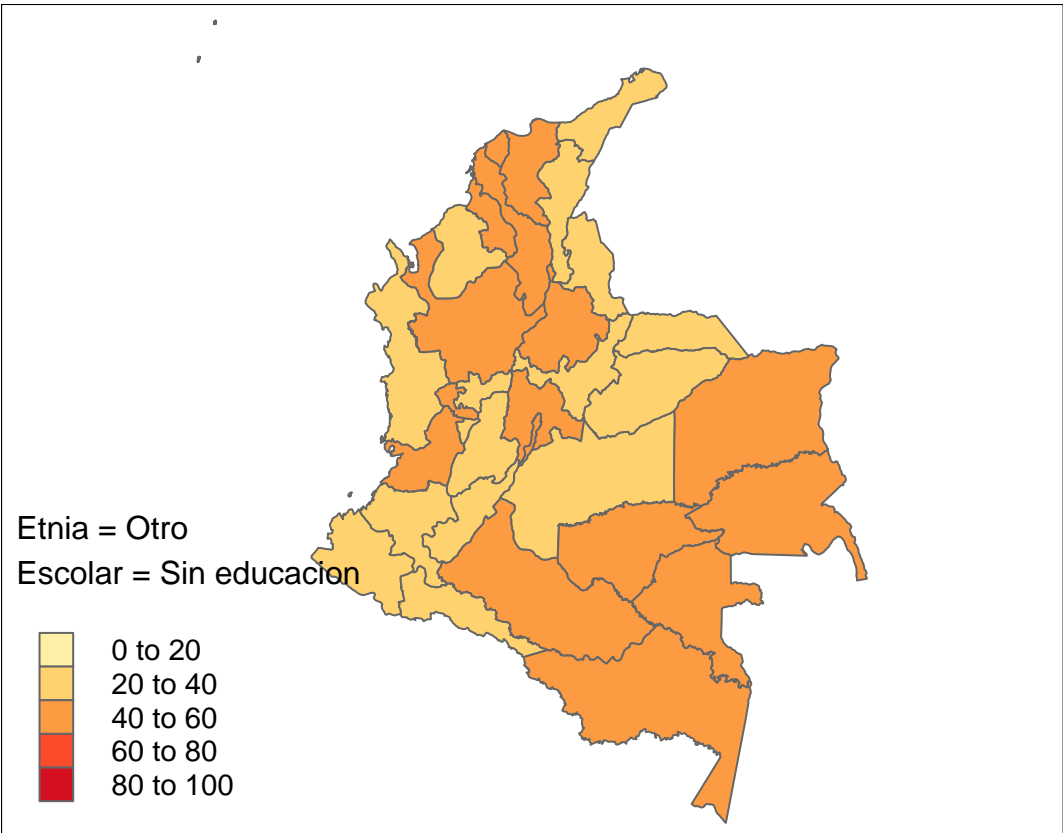 Etnia = Otro
Escolar = Sin educacion
0 to 20
20 to 40
40 to 60
60 to 80
80 to 100